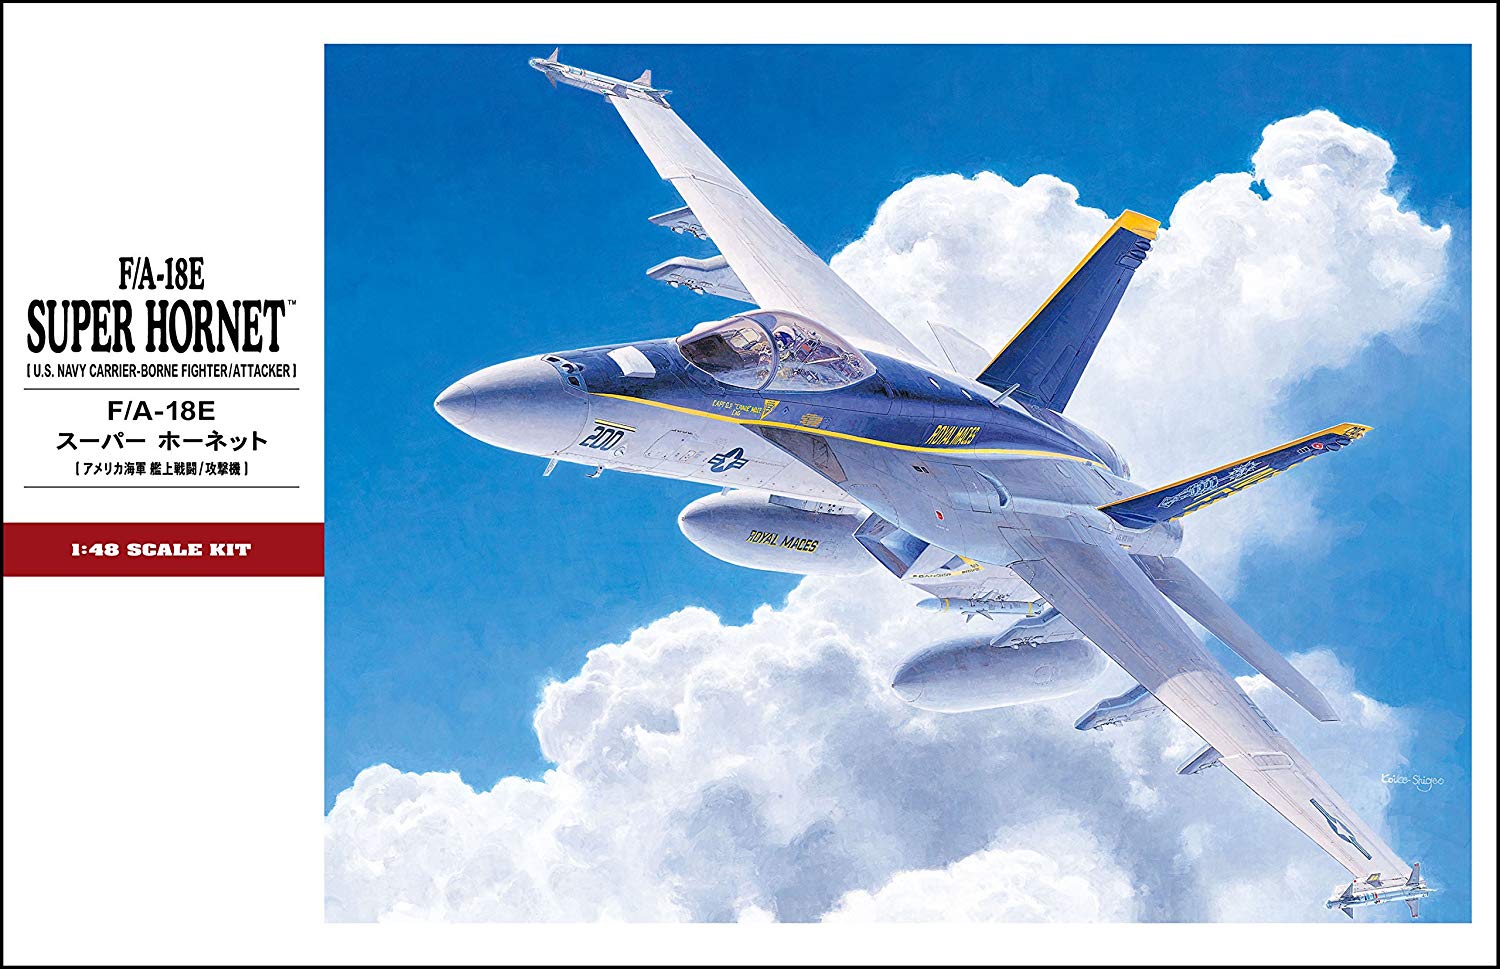 F/A-18E
SUPER HORNET™
[ U.S. NAVY CARRIER-BORNE FIGHTER/ATTACKER ]
F/A-18E
スーパー ホーネット
[ アメリカ海軍 艦上戦闘/攻撃機 ]
1:48 SCALE KIT
200
ROYAL MACES
ROYAL MACES
Koike Shigeo